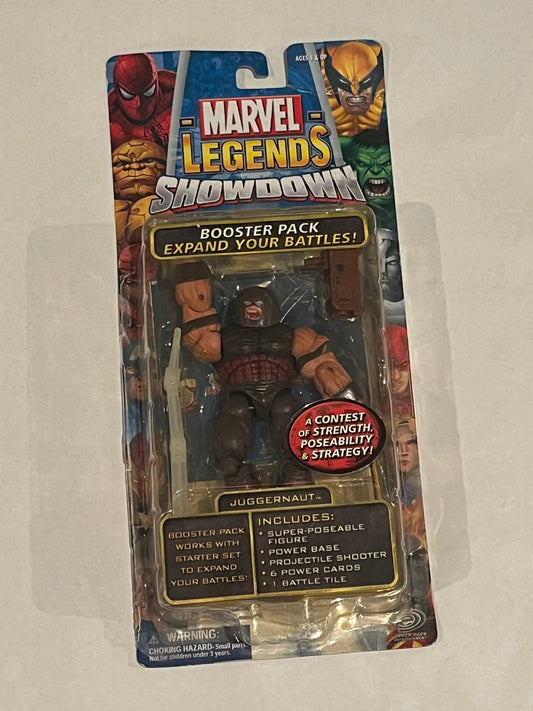 AGES 5 & UP
MARVEL
LEGENDS
SHOWDOWN
BOOSTER PACK
EXPAND YOUR BATTLES!
A CONTEST
OF STRENGTH,
POSEABILITY
& STRATEGY!
JUGGERNAUT™
BOOSTER PACK
WORKS WITH
STARTER SET
TO EXPAND
YOUR BATTLES!
INCLUDES:
• SUPER-POSEABLE
FIGURE
• POWER BASE
• PROJECTILE SHOOTER
• 6 POWER CARDS
• 1 BATTLE TILE
WARNING:
CHOKING HAZARD-Small parts
Not for children under 3 years.